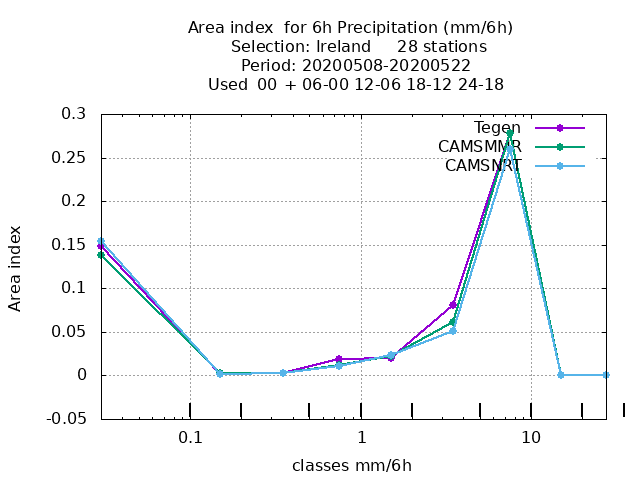 Area index  for 6h Precipitation (mm/6h)
Selection: Ireland     28 stations
Period: 20200508-20200522
Used  00 + 06-00 12-06 18-12 24-18
0.3
0.25
0.2
0.15
0.1
0.05
0
-0.05
Area index
Tegen
CAMSMMR
CAMSNRT
0.1
1
10
classes mm/6h